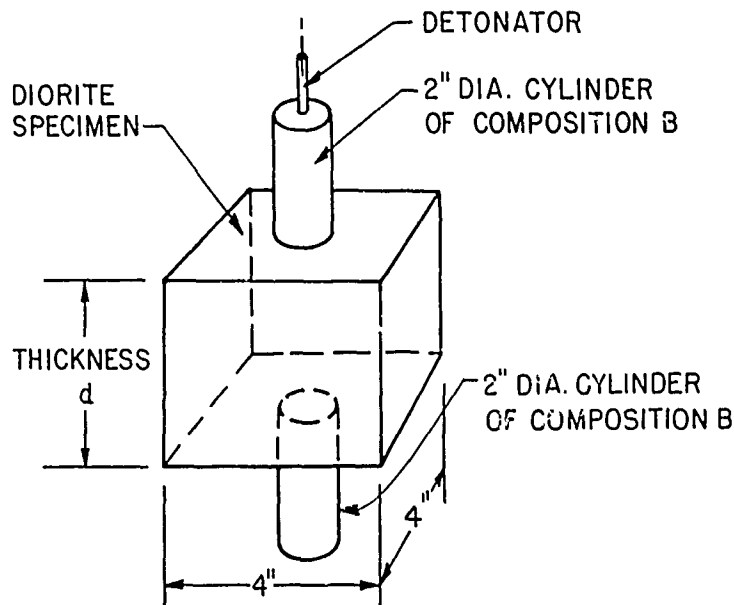 DETONATOR
DIORITE
SPECIMEN
2" DIA. CYLINDER
OF COMPOSITION B
THICKNESS
d
2" DIA. CYLINDER
OF COMPOSITION B
4"
4"